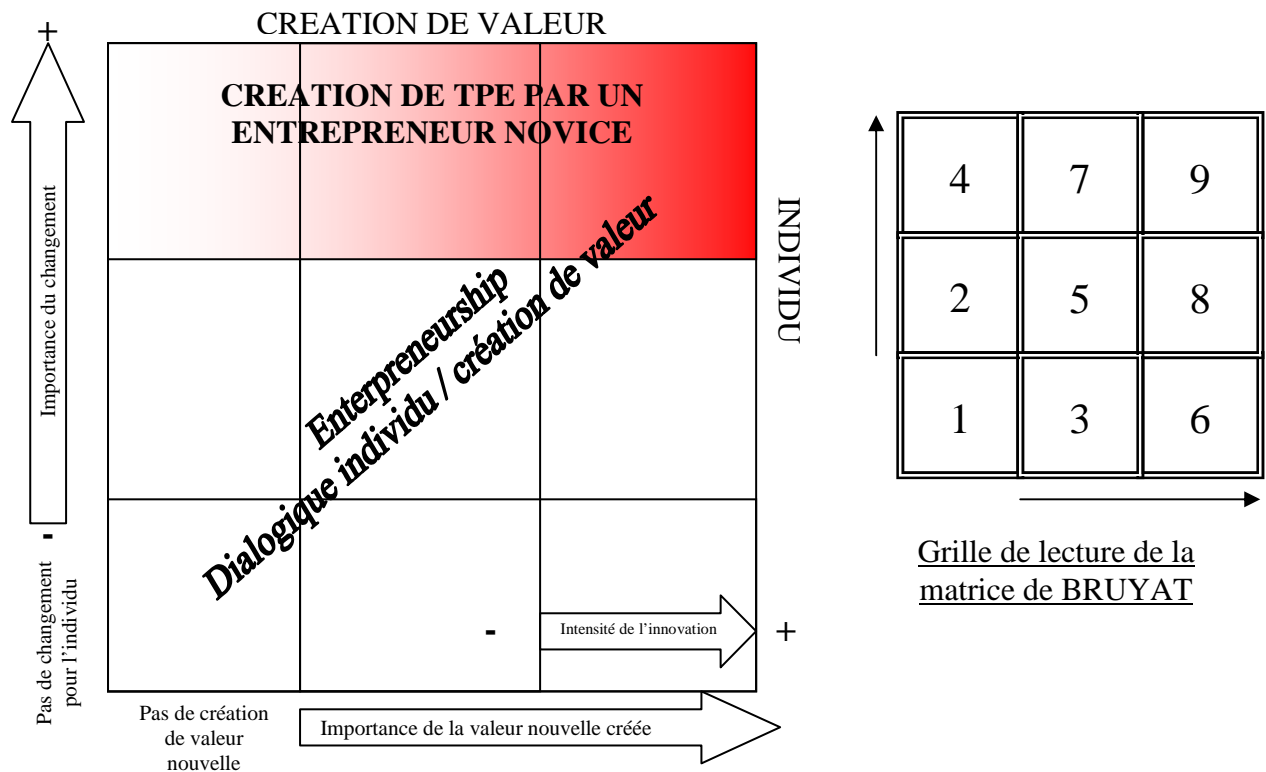 CREATION DE VALEUR
+
CREATION DE TPE PAR UN
ENTREPRENEUR NOVICE
Importance du changement
-
Pas de changement
pour l'individu
INDIVIDU
Enterpreneurship
Dialogique individu / création de valeur
-
Intensité de l'innovation
+
Pas de création
de valeur
nouvelle
Importance de la valeur nouvelle créée
4 7 9
2 5 8
1 3 6
Grille de lecture de la
matrice de BRUYAT